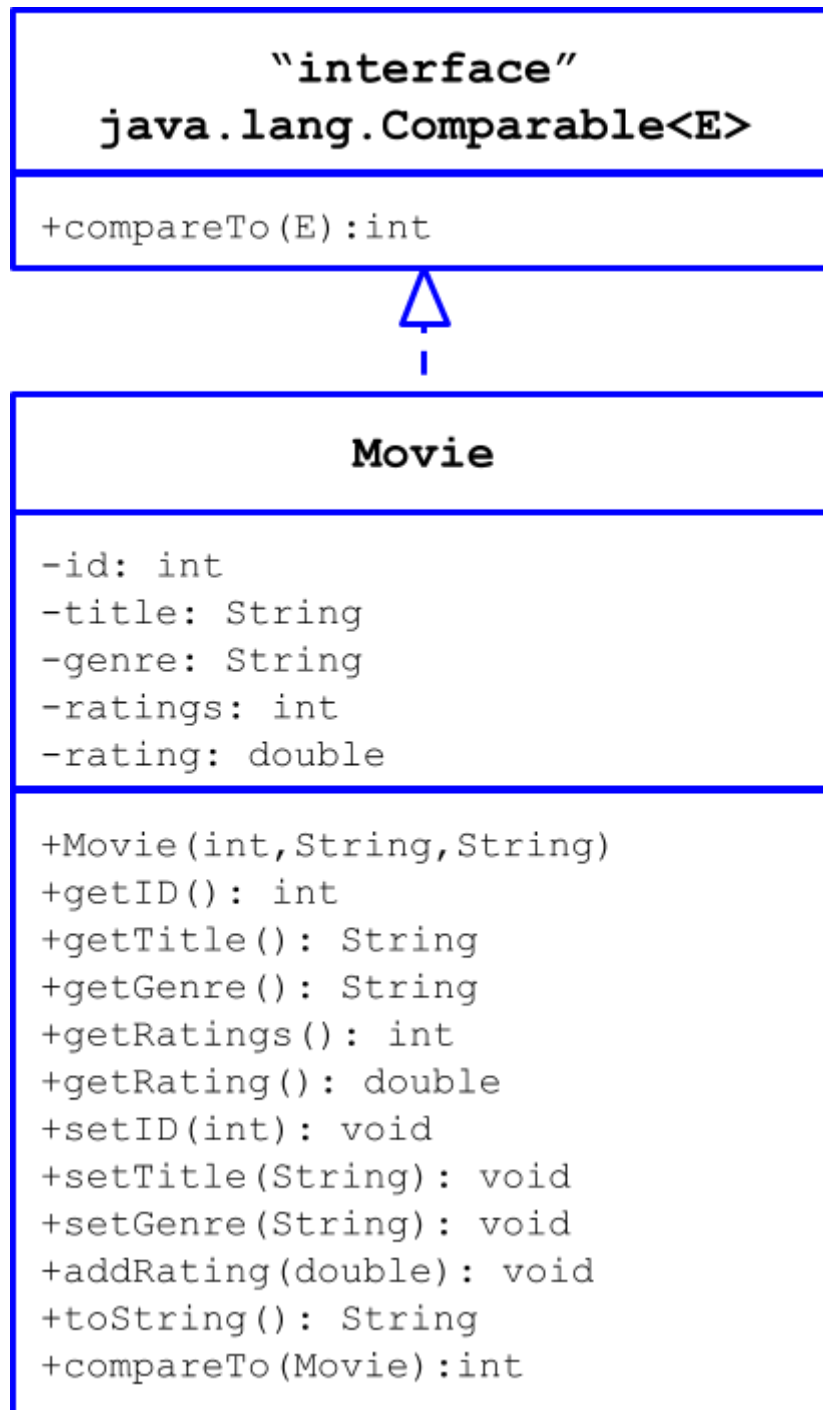 “interface”
java.lang.Comparable<E>
+compareTo(E):int
Movie
-id: int
-title: String
-genre: String
-ratings: int
-rating: double
+Movie(int,String,String)
+getID(): int
+getTitle(): String
+getGenre(): String
+getRatings(): int
+getRating(): double
+setID(int): void
+setTitle(String): void
+setGenre(String): void
+addRating(double): void
+toString(): String
+compareTo(Movie):int